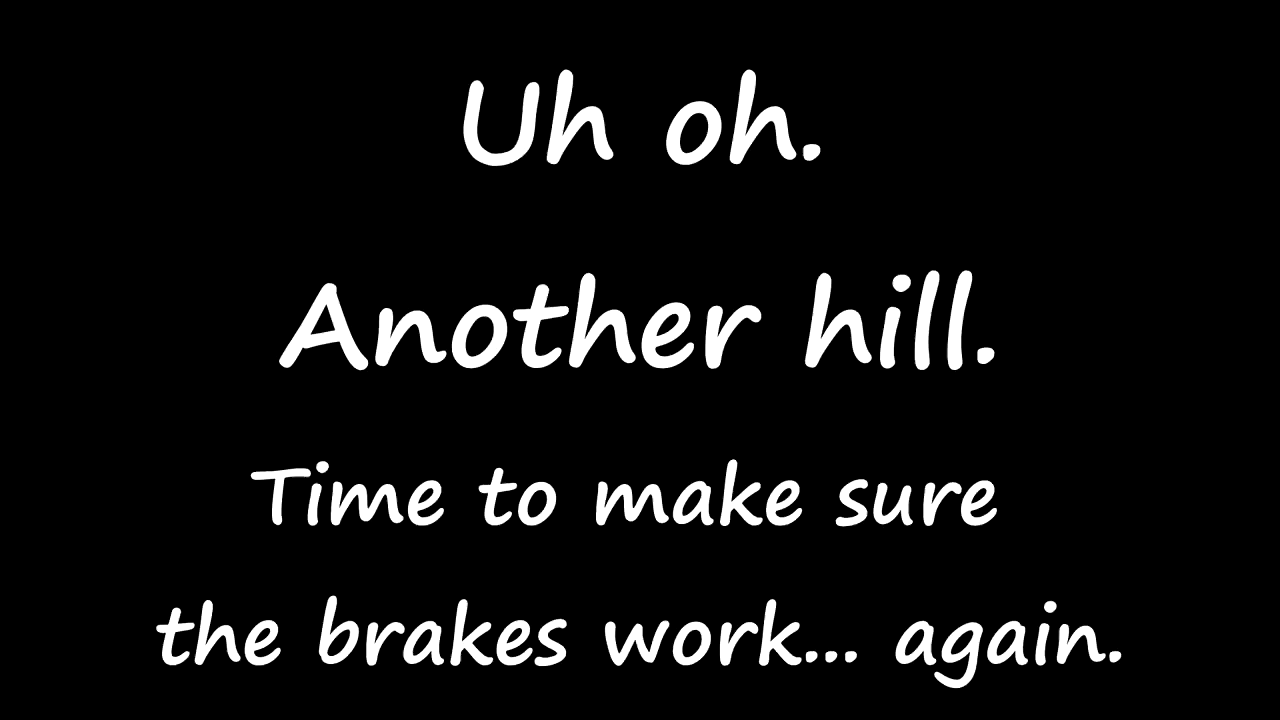 Uh oh.
Another hill.
Time to make sure
the brakes work... again.